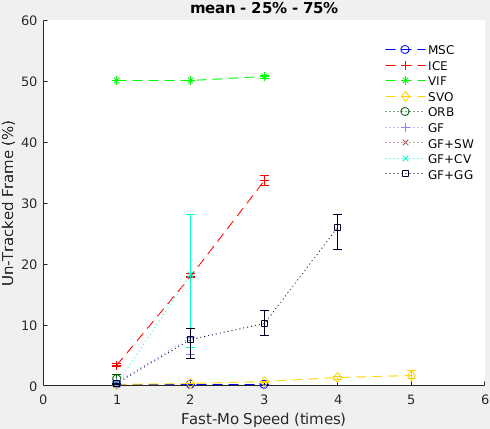 mean - 25% - 75%
Un-Tracked Frame (%)
60
50
40
30
20
10
0
MSC
ICE
VIF
SVO
ORB
GF
GF+SW
GF+CV
GF+GG
0 1 2 3 4 5 6
Fast-Mo Speed (times)